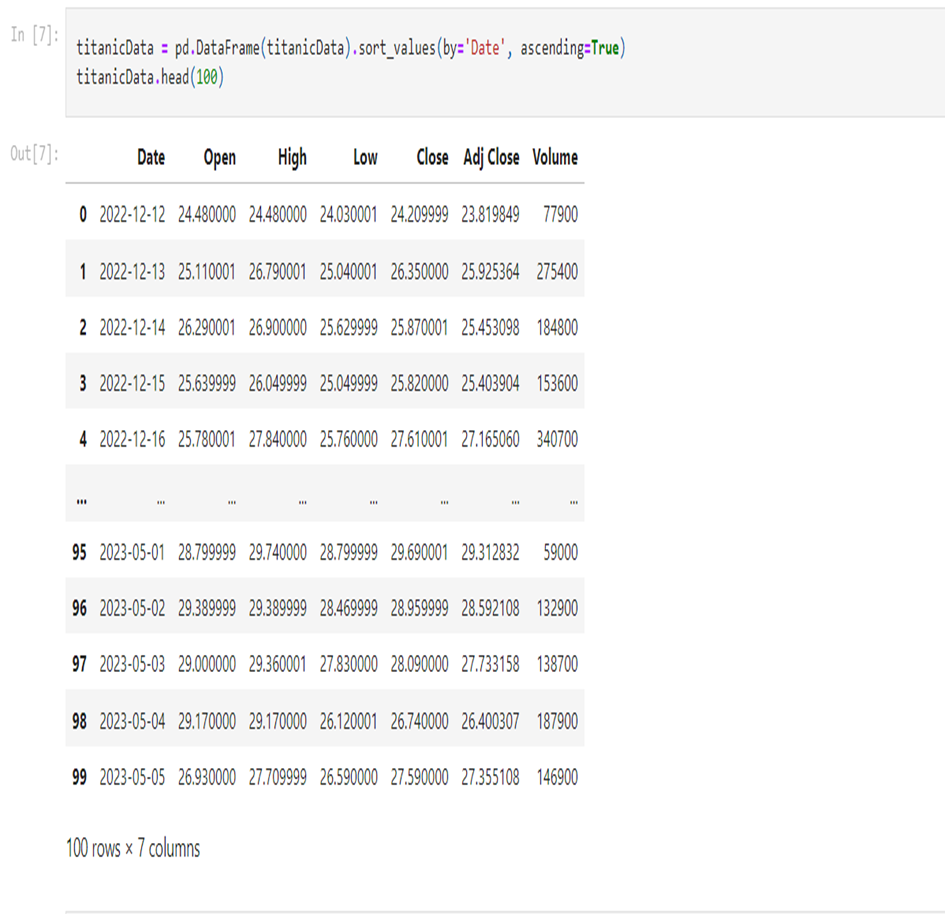 In [7]:
titanicData = pd.DataFrame(titanicData).sort_values(by='Date', ascending=True)
titanicData.head(100)
Out[7]:
Date Open High Low Close Adj Close Volume
0 2022-12-12 24.480000 24.480000 24.030001 24.209999 23.819849 77900
1 2022-12-13 25.110001 26.790001 25.040001 26.350000 25.925364 275400
2 2022-12-14 26.290001 26.900000 25.629999 25.870001 25.453098 184800
3 2022-12-15 25.639999 26.049999 25.049999 25.820000 25.403904 153600
4 2022-12-16 25.780001 27.840000 25.760000 27.610001 27.165060 340700
... ... ... ... ... ... ... ...
95 2023-05-01 28.799999 29.740000 28.799999 29.690001 29.312832 59000
96 2023-05-02 29.389999 29.389999 28.469999 28.959999 28.592108 132900
97 2023-05-03 29.000000 29.360001 27.830000 28.090000 27.733158 138700
98 2023-05-04 29.170000 29.170000 26.120001 26.740000 26.400307 187900
99 2023-05-05 26.930000 27.709999 26.590000 27.590000 27.355108 146900
100 rows × 7 columns